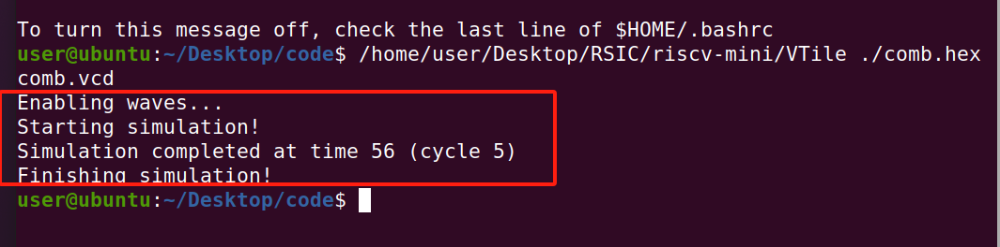 To turn this message off, check the last line of $HOME/.bashrc
user@ubuntu:~/Desktop/code$ /home/user/Desktop/RSIC/riscv-mini/VTile ./comb.hex
comb.vcd
Enabling waves...
Starting simulation!
Simulation completed at time 56 (cycle 5)
Finishing simulation!
user@ubuntu:~/Desktop/code$